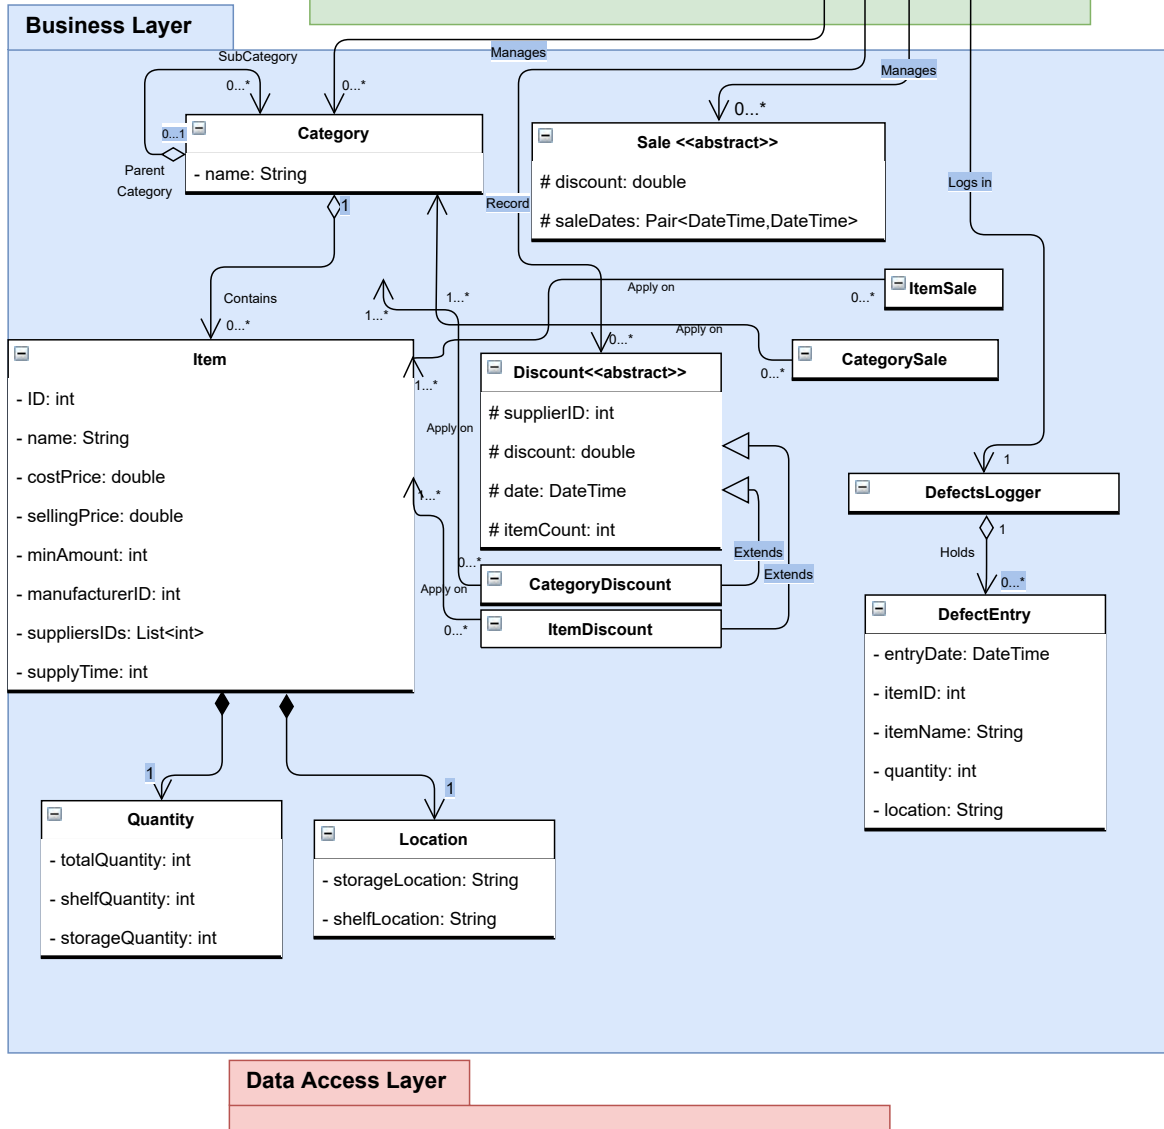 Business Layer
SubCategory
Manages
Manages
0...*
0...*
0...*
0...1
Category
- name: String
Parent
Category
1
Record
Sale <<abstract>>
# discount: double
# saleDates: Pair<DateTime,DateTime>
Logs in
Contains
0...*
1...*
1...*
Apply on
0...*
ItemSale
Apply on
0...*
CategorySale
0...*
Item
- ID: int
- name: String
- costPrice: double
- sellingPrice: double
- minAmount: int
- manufacturerID: int
- suppliersIDs: List<int>
- supplyTime: int
1...*
Apply on
1...*
Discount<<abstract>>
# supplierID: int
# discount: double
# date: DateTime
# itemCount: int
Extends
Extends
0...*
CategoryDiscount
Apply on
0...*
ItemDiscount
1
DefectsLogger
1
Holds
0...*
DefectEntry
- entryDate: DateTime
- itemID: int
- itemName: String
- quantity: int
- location: String
1
1
Quantity
- totalQuantity: int
- shelfQuantity: int
- storageQuantity: int
Location
- storageLocation: String
- shelfLocation: String
Data Access Layer